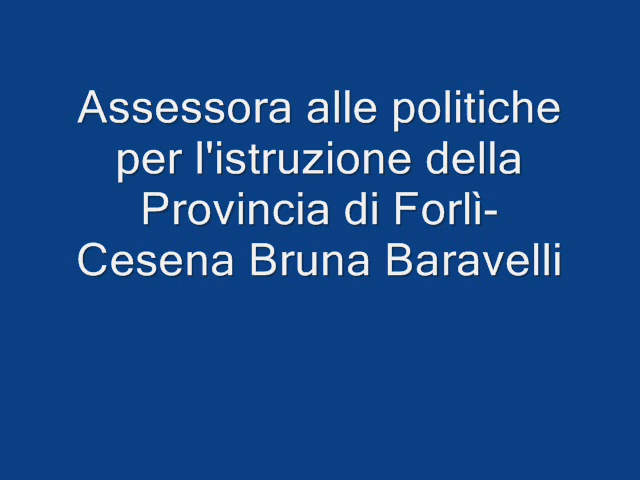 Assessora alle politiche
per l'istruzione della
Provincia di Forlì-
Cesena Bruna Baravelli